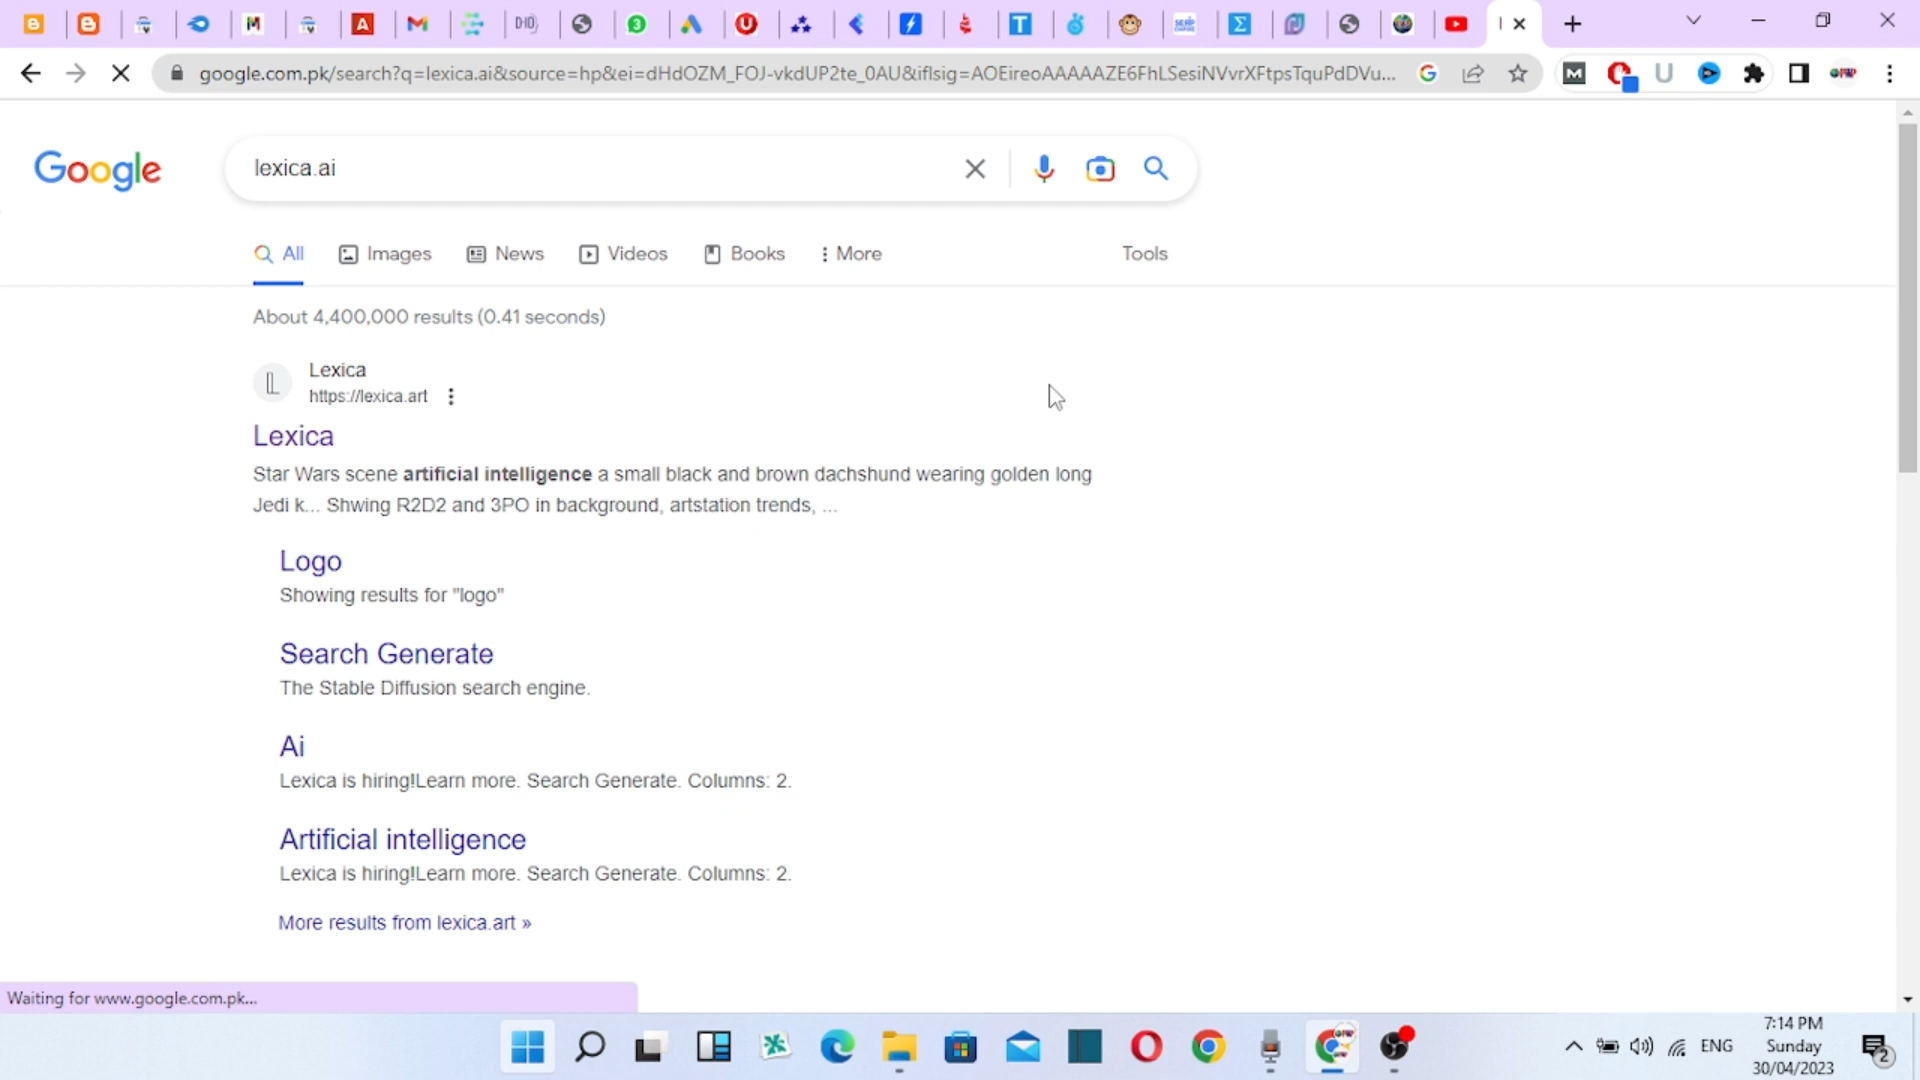 google.com.pk/search?q=lexica.ai&source=hp&ei=dHdOZM_FOJ-vkdUP2te_0AU&iflsig=AOEireoAAAAAZE6FhLSesiNVvrXFtpsTquPdDVu...
Google
lexica.ai
All Images News Videos Books More Tools
About 4,400,000 results (0.41 seconds)
Lexica
https://lexica.art
Lexica
Star Wars scene artificial intelligence a small black and brown dachshund wearing golden long
Jedi k... Shwing R2D2 and 3PO in background, artstation trends, ...
Logo
Showing results for "logo"
Search Generate
The Stable Diffusion search engine.
Ai
Lexica is hiring!Learn more. Search Generate. Columns: 2.
Artificial intelligence
Lexica is hiring!Learn more. Search Generate. Columns: 2.
More results from lexica.art »
Waiting for www.google.com.pk...
7:14 PM
ENG Sunday
30/04/2023
2